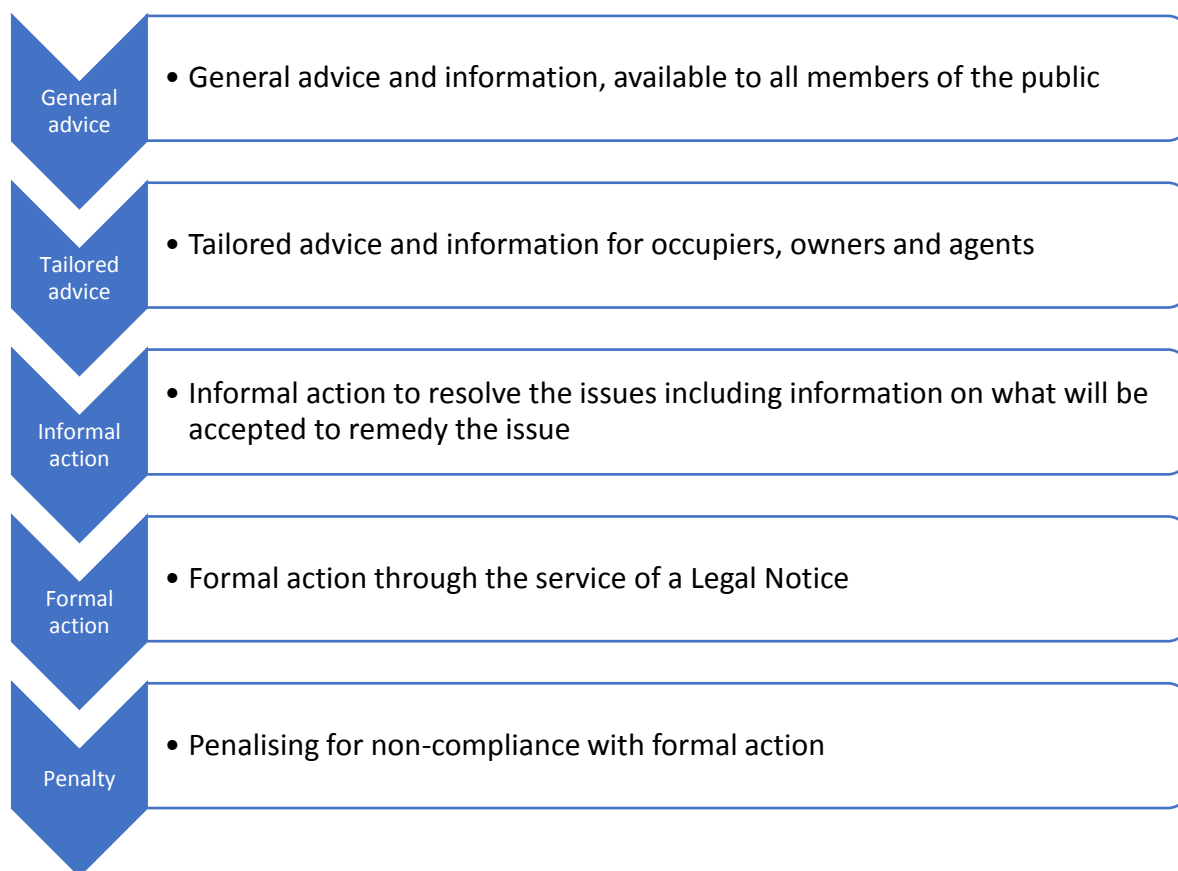 General
advice
• General advice and information, available to all members of the public
Tailored
advice
• Tailored advice and information for occupiers, owners and agents
Informal
action
• Informal action to resolve the issues including information on what will be
accepted to remedy the issue
Formal
action
• Formal action through the service of a Legal Notice
Penalty
• Penalising for non-compliance with formal action